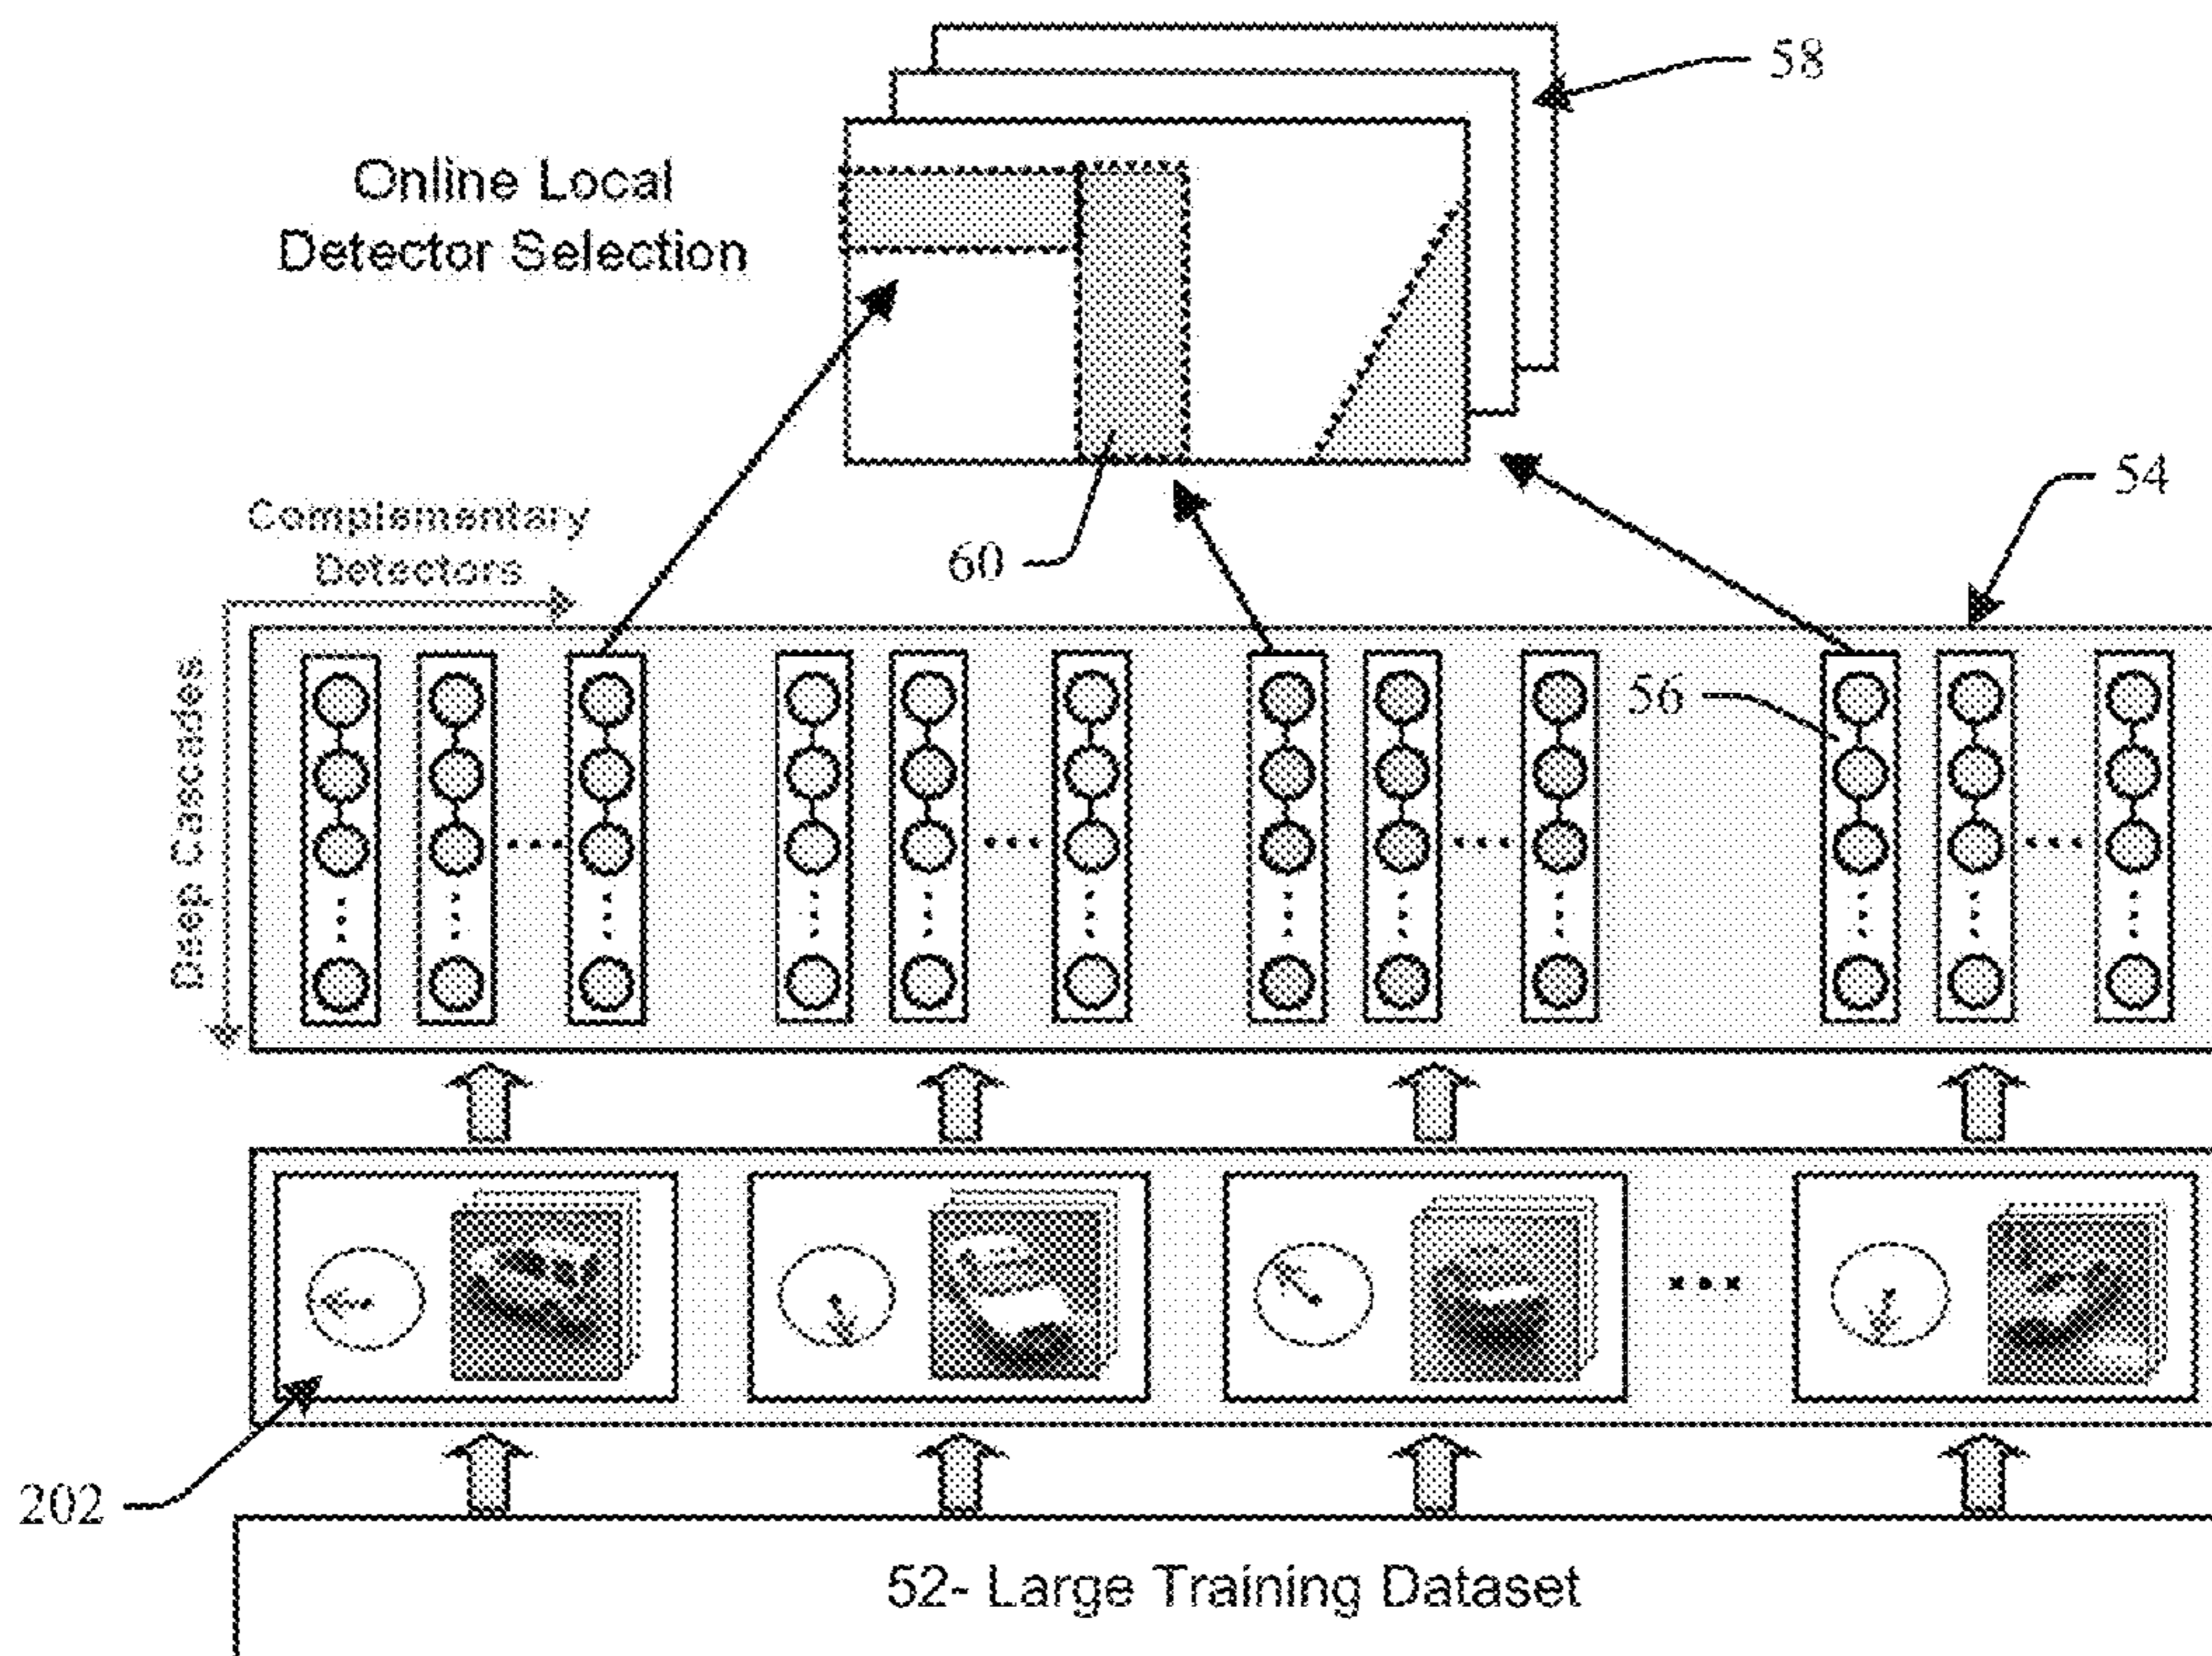 58
Online Local
Detector Selection
54
Complementary
Detectors
60
Deep Cascades
56
202
52- Large Training Dataset